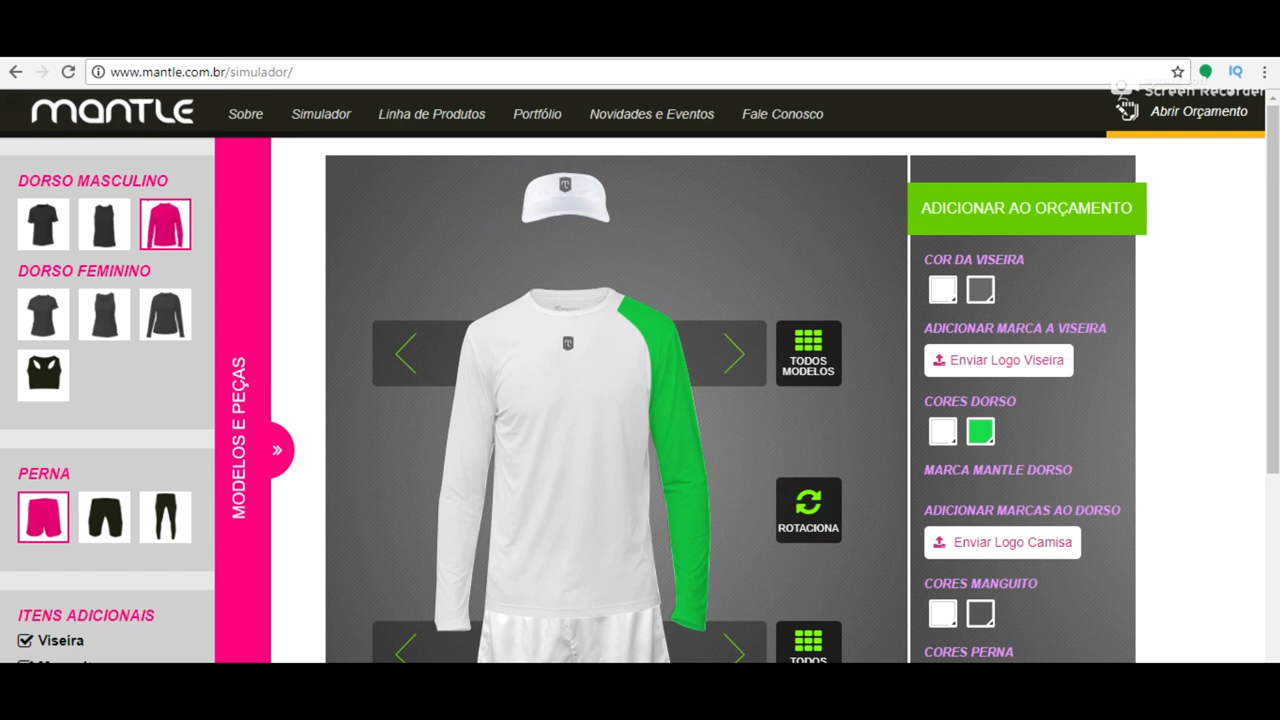 www.mantle.com.br/simulador/
IQ
Screen Recorder
MANTLE
Sobre
Simulador
Linha de Produtos
Portfólio
Novidades e Eventos
Fale Conosco
Abrir Orçamento
DORSO MASCULINO
DORSO FEMININO
PERNA
ITENS ADICIONAIS
Viseira
MODELOS E PEÇAS
TODOS
MODELOS
ROTACIONA
TODOS
ADICIONAR AO ORÇAMENTO
COR DA VISEIRA
ADICIONAR MARCA A VISEIRA
Enviar Logo Viseira
CORES DORSO
MARCA MANTLE DORSO
ADICIONAR MARCAS AO DORSO
Enviar Logo Camisa
CORES MANGUITO
CORES PERNA